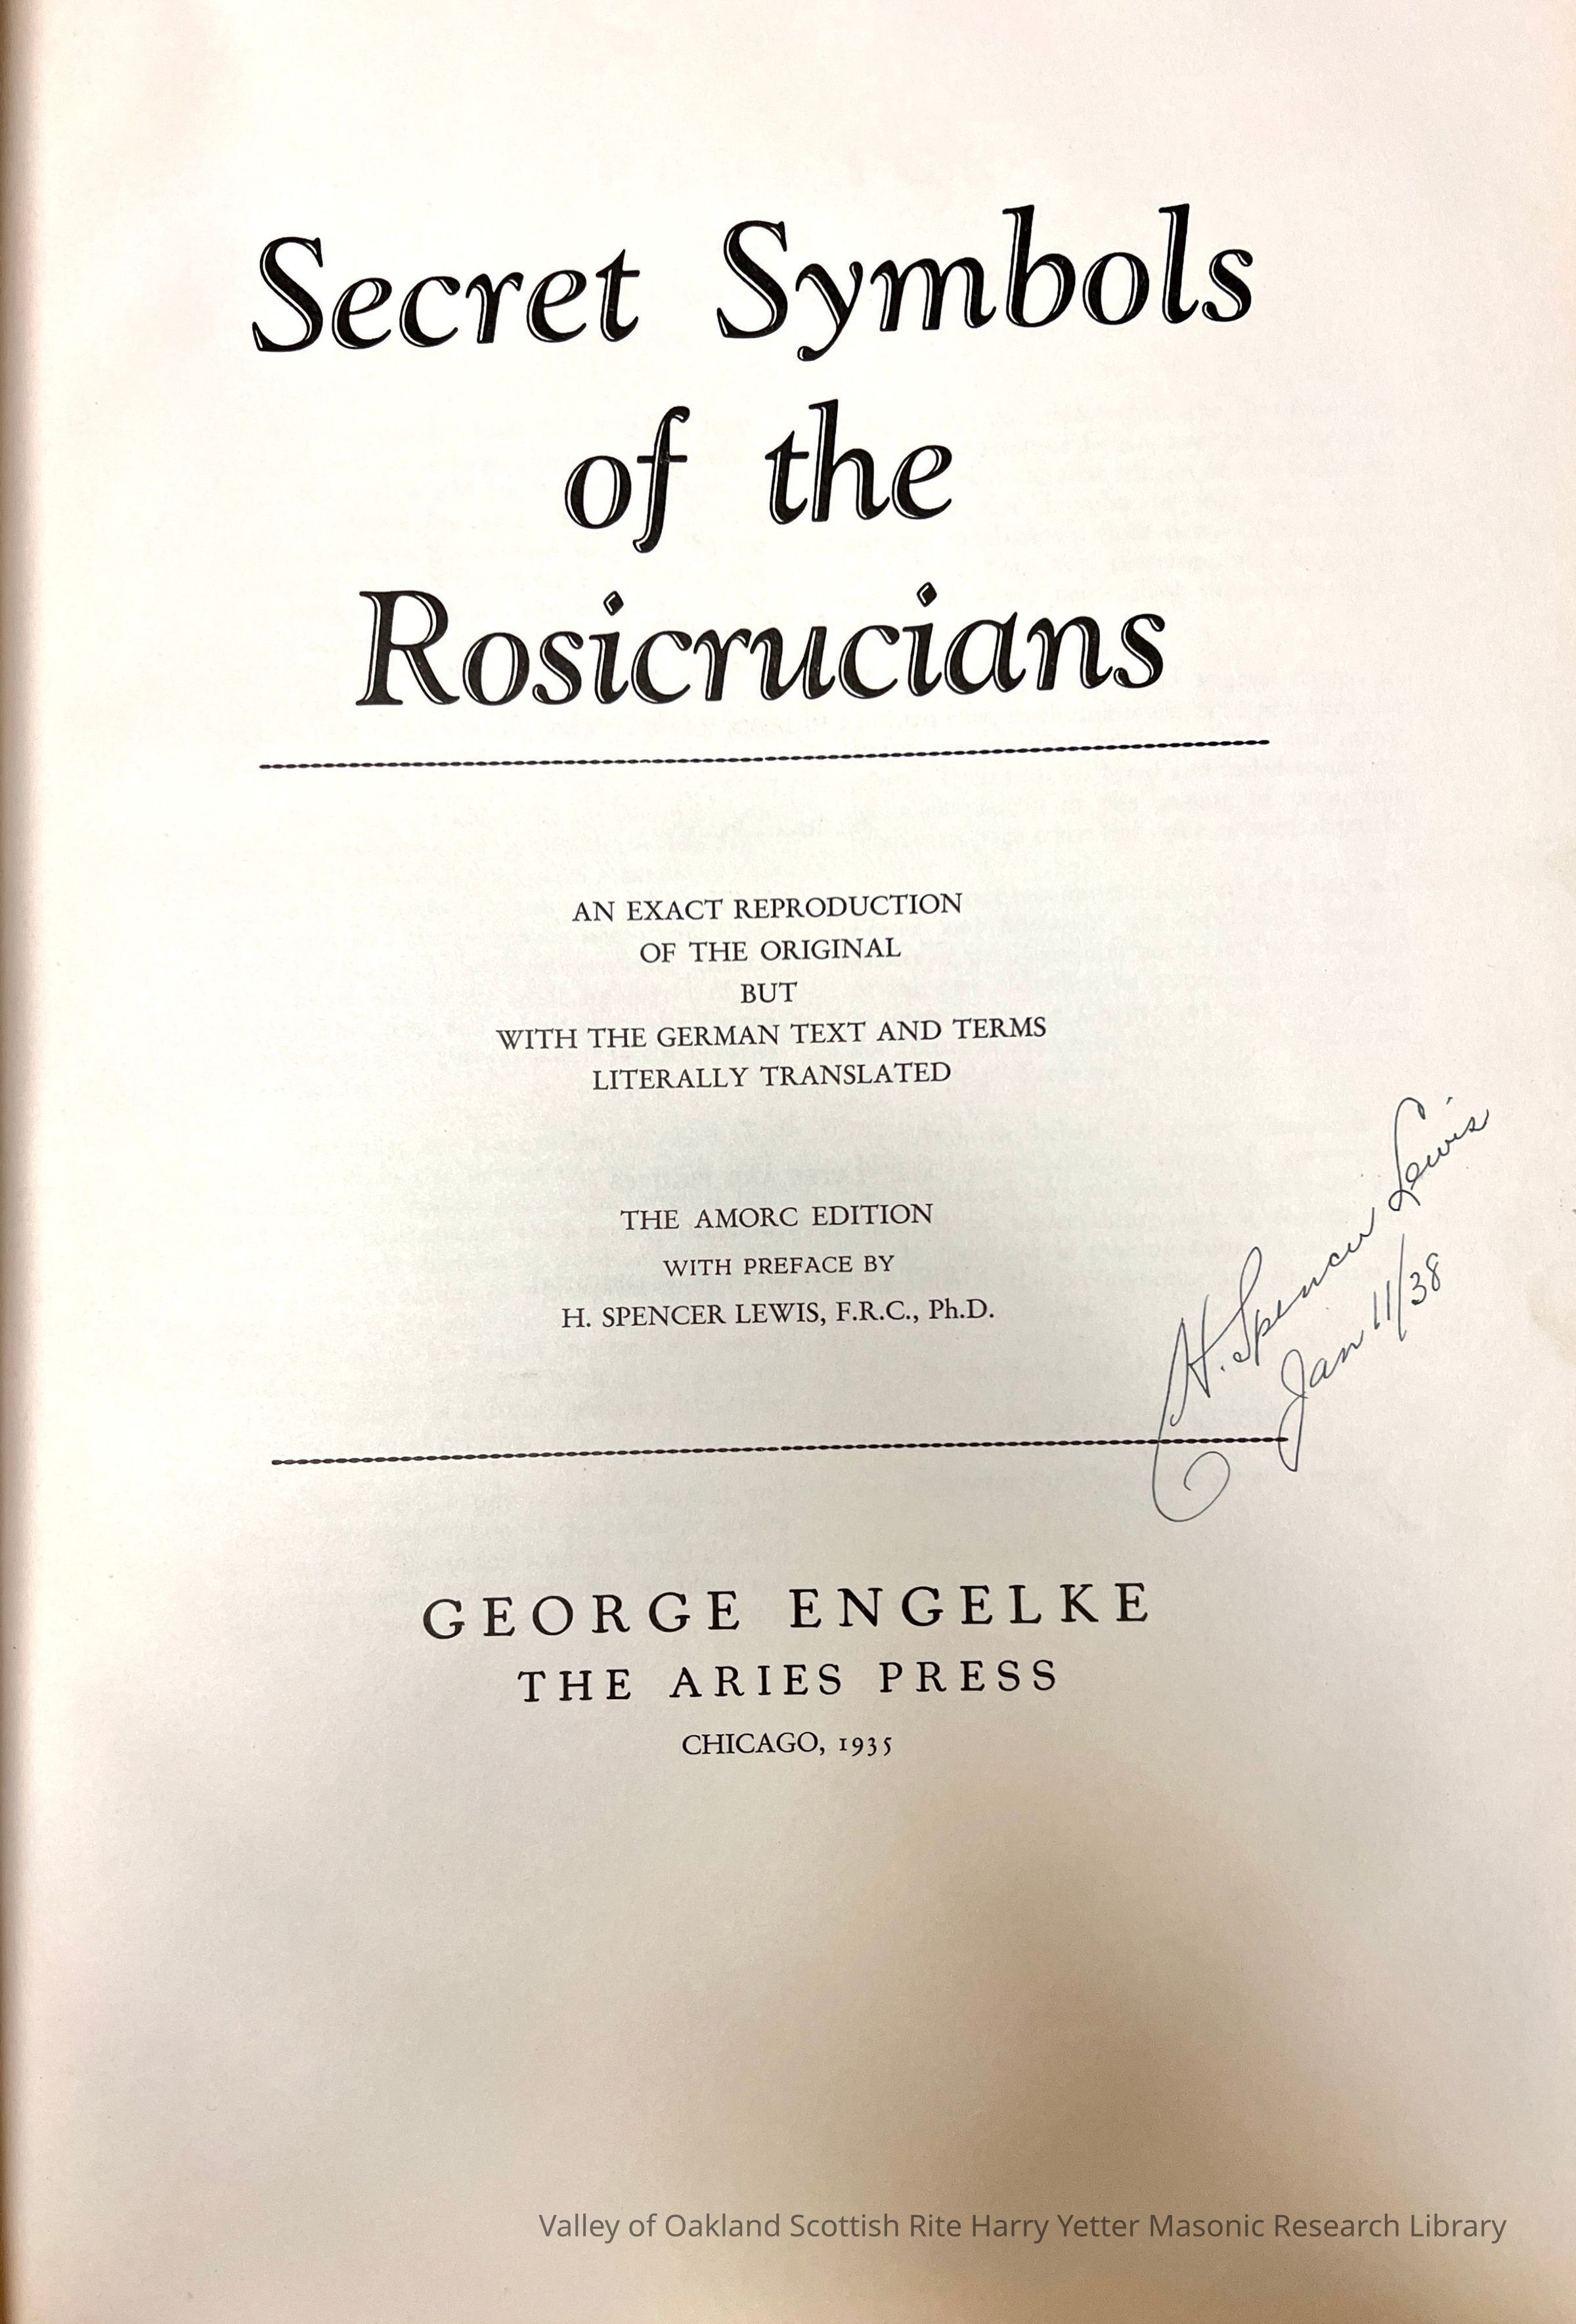 Secret Symbols
of the
Rosicrucians
AN EXACT REPRODUCTION
OF THE ORIGINAL
BUT
WITH THE GERMAN TEXT AND TERMS
LITERALLY TRANSLATED
THE AMORC EDITION
WITH PREFACE BY
H. SPENCER LEWIS, F.R.C., Ph.D.
H. Spencer Lewis
Jan 11/38
GEORGE ENGELKE
THE ARIES PRESS
CHICAGO, 1935
Valley of Oakland Scottish Rite Harry Yetter Masonic Research Library